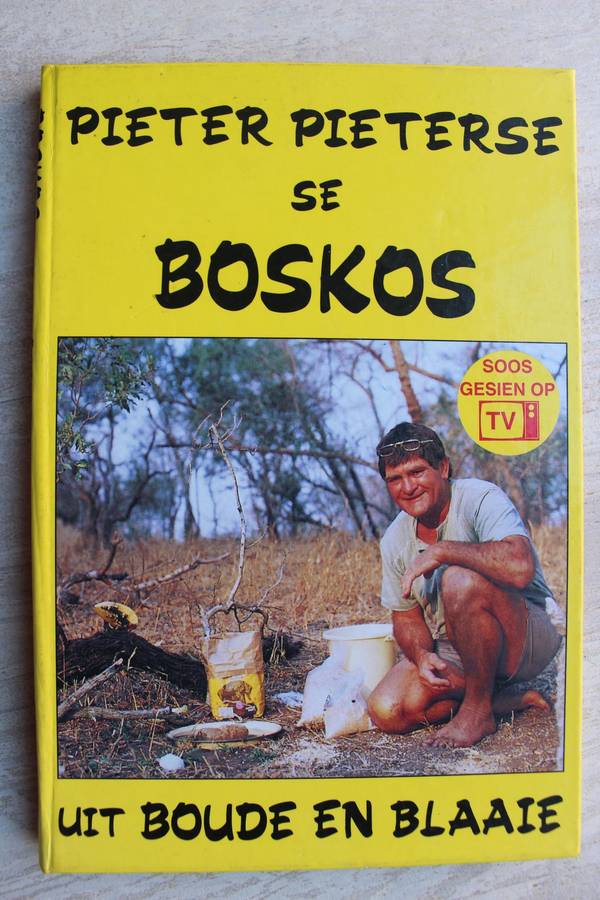 PIETER PIETERSE
SE
BOSKOS
SOOS
GESIEN OP
TV
UIT BOUDE EN BLAAIE